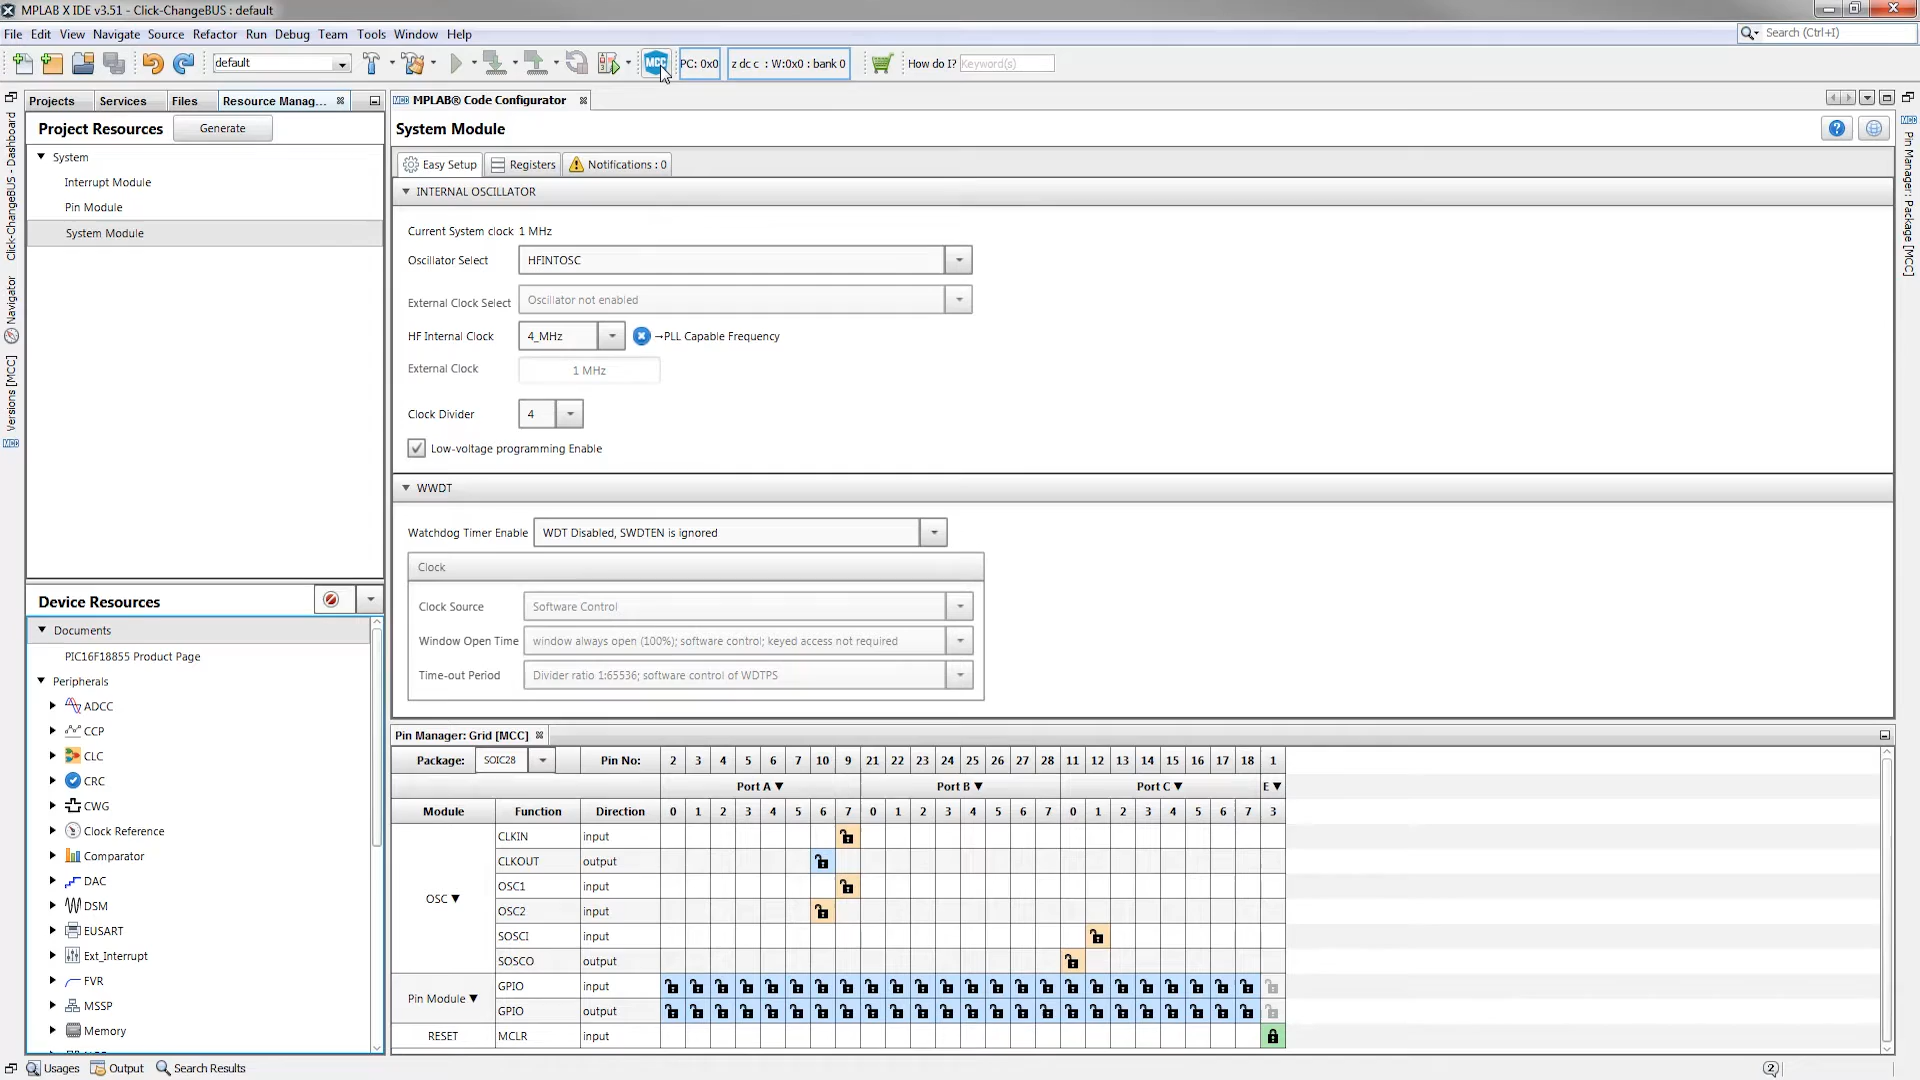 MPLAB X IDE v3.51 - Click-ChangeBUS : default
File Edit View Navigate Source Refactor Run Debug Team Tools Window Help
Search (Ctrl+I)
default
MCC
PC: 0x0
z dc c : W:0x0 : bank 0
How do I? Keyword(s)
Projects Services Files Resource Manag...
MPLAB® Code Configurator
Project Resources
Generate
System
Interrupt Module
Pin Module
System Module
Click-ChangeBUS - Dashboard
Navigator
Versions [MCC]
System Module
Easy Setup Registers Notifications : 0
INTERNAL OSCILLATOR
Current System clock 1 MHz
Oscillator Select HFINTOSC
External Clock Select Oscillator not enabled
HF Internal Clock 4_MHz →PLL Capable Frequency
External Clock 1 MHz
Clock Divider 4
Low-voltage programming Enable
WWDT
Watchdog Timer Enable WDT Disabled, SWDTEN is ignored
Clock
Clock Source Software Control
Window Open Time window always open (100%); software control; keyed access not required
Time-out Period Divider ratio 1:65536; software control of WDTPS
Pin Manager: Package [MCC]
Device Resources
Documents
PIC16F18855 Product Page
Peripherals
ADCC
CCP
CLC
CRC
CWG
Clock Reference
Comparator
DAC
DSM
EUSART
Ext_Interrupt
FVR
MSSP
Memory
Pin Manager: Grid [MCC]
Package: SOIC28 Pin No: 2 3 4 5 6 7 10 9 21 22 23 24 25 26 27 28 11 12 13 14 15 16 17 18 1
Port A ▼ Port B ▼ Port C ▼ E ▼
Module Function Direction 0 1 2 3 4 5 6 7 0 1 2 3 4 5 6 7 0 1 2 3 4 5 6 7 3
OSC ▼
CLKIN input
CLKOUT output
OSC1 input
OSC2 input
SOSCI input
SOSCO output
Pin Module ▼
GPIO input
GPIO output
RESET MCLR input
Usages Output Search Results
2